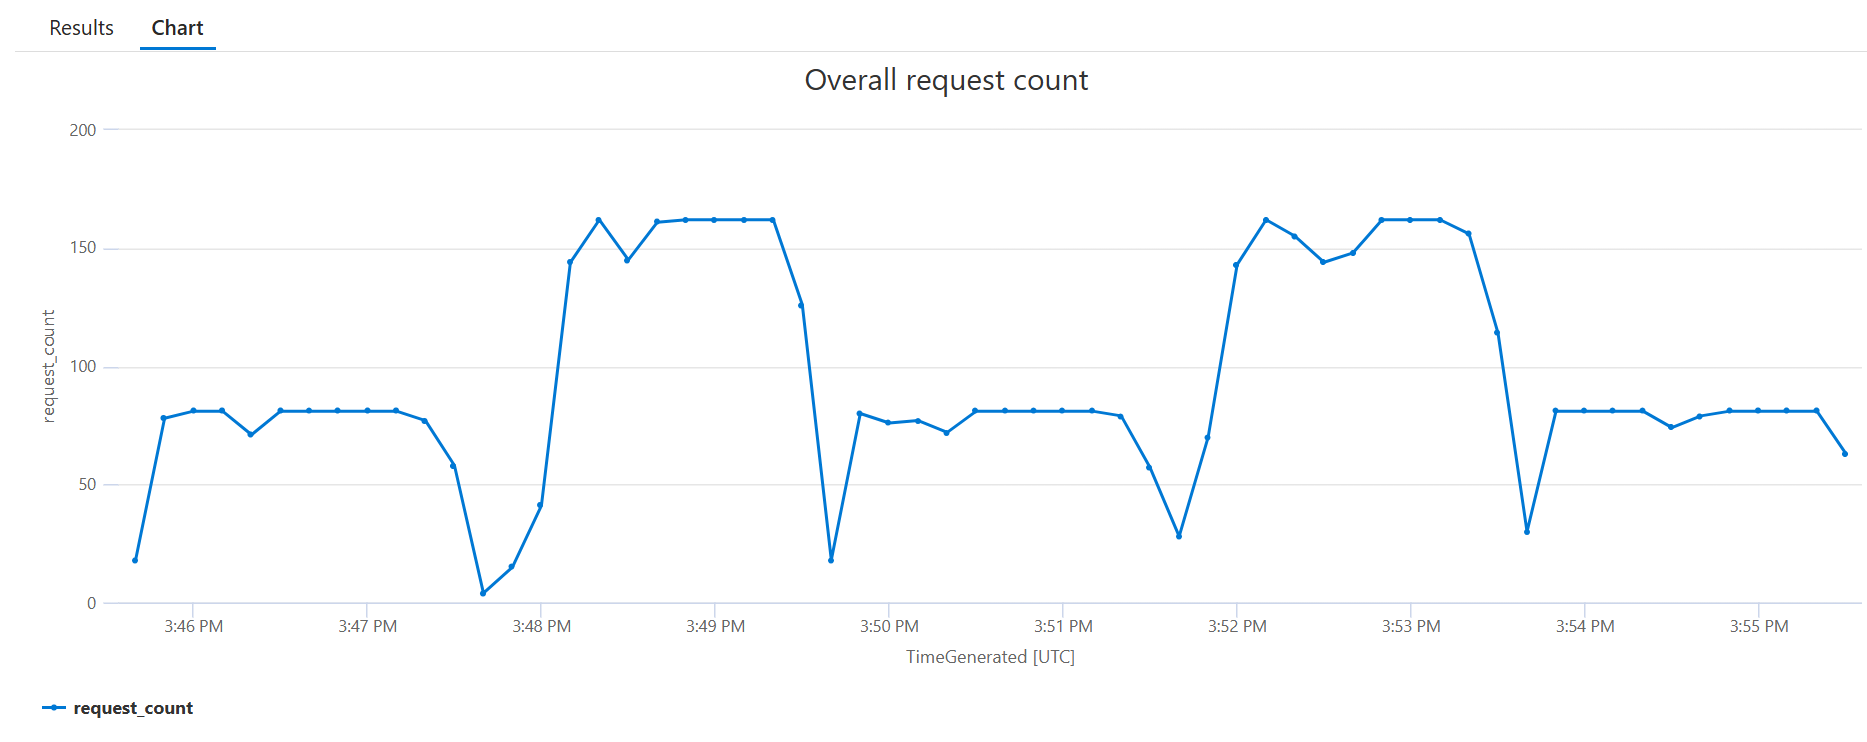 Results Chart
Overall request count
200
150
100
50
0
request_count
3:46 PM 3:47 PM 3:48 PM 3:49 PM 3:50 PM 3:51 PM 3:52 PM 3:53 PM 3:54 PM 3:55 PM
TimeGenerated [UTC]
request_count